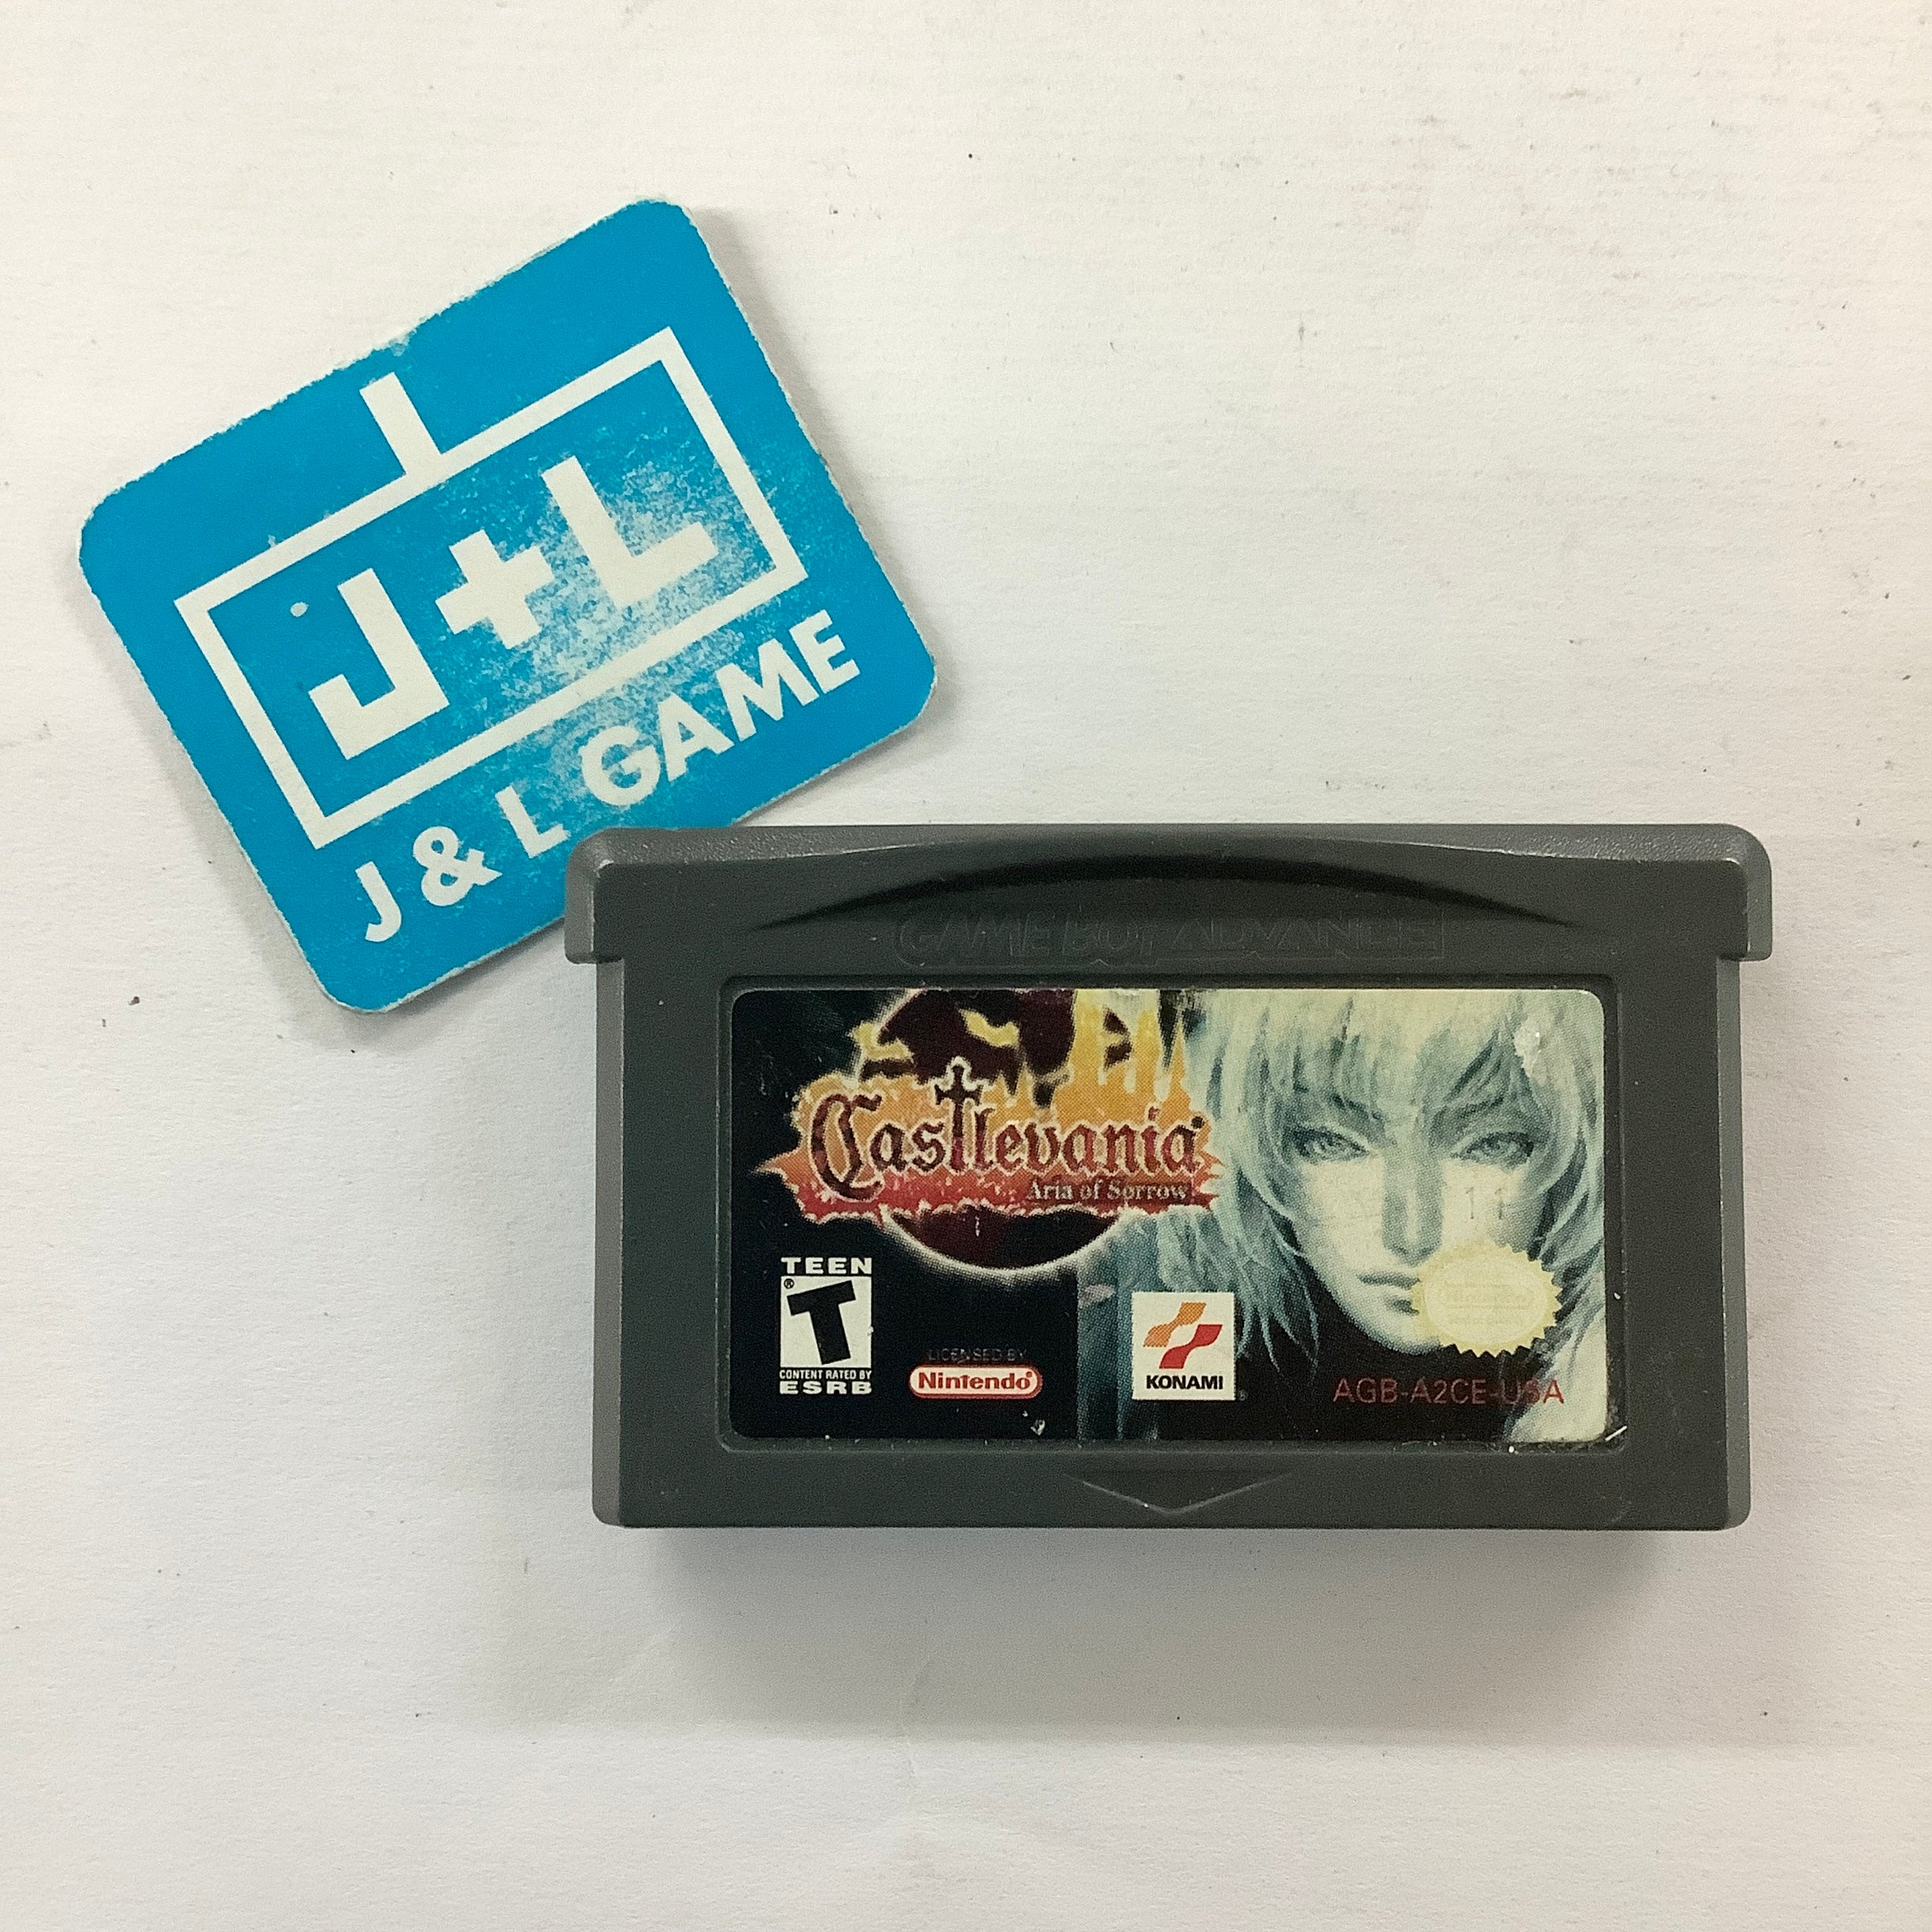 J+L
J & L GAME
GAME BOY ADVANCE
Castlevania
Aria of Sorrow
11
TEEN
T
®
CONTENT RATED BY
ESRB
LICENSED BY
Nintendo®
KONAMI
AGB-A2CE-USA